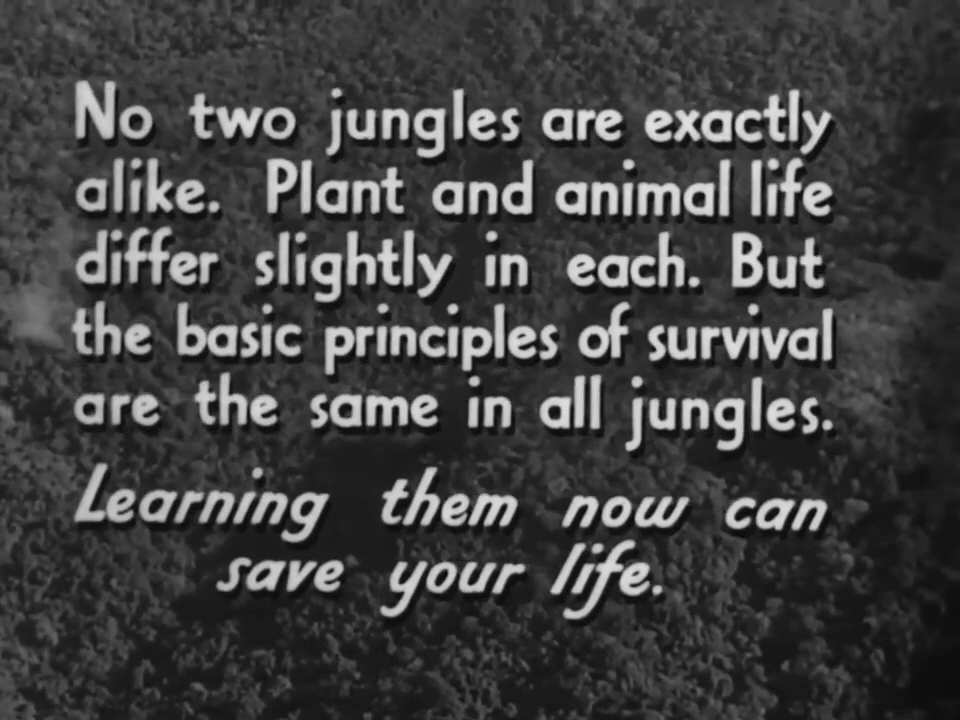 No two jungles are exactly
alike. Plant and animal life
differ slightly in each. But
the basic principles of survival
are the same in all jungles.
Learning them now can
save your life.